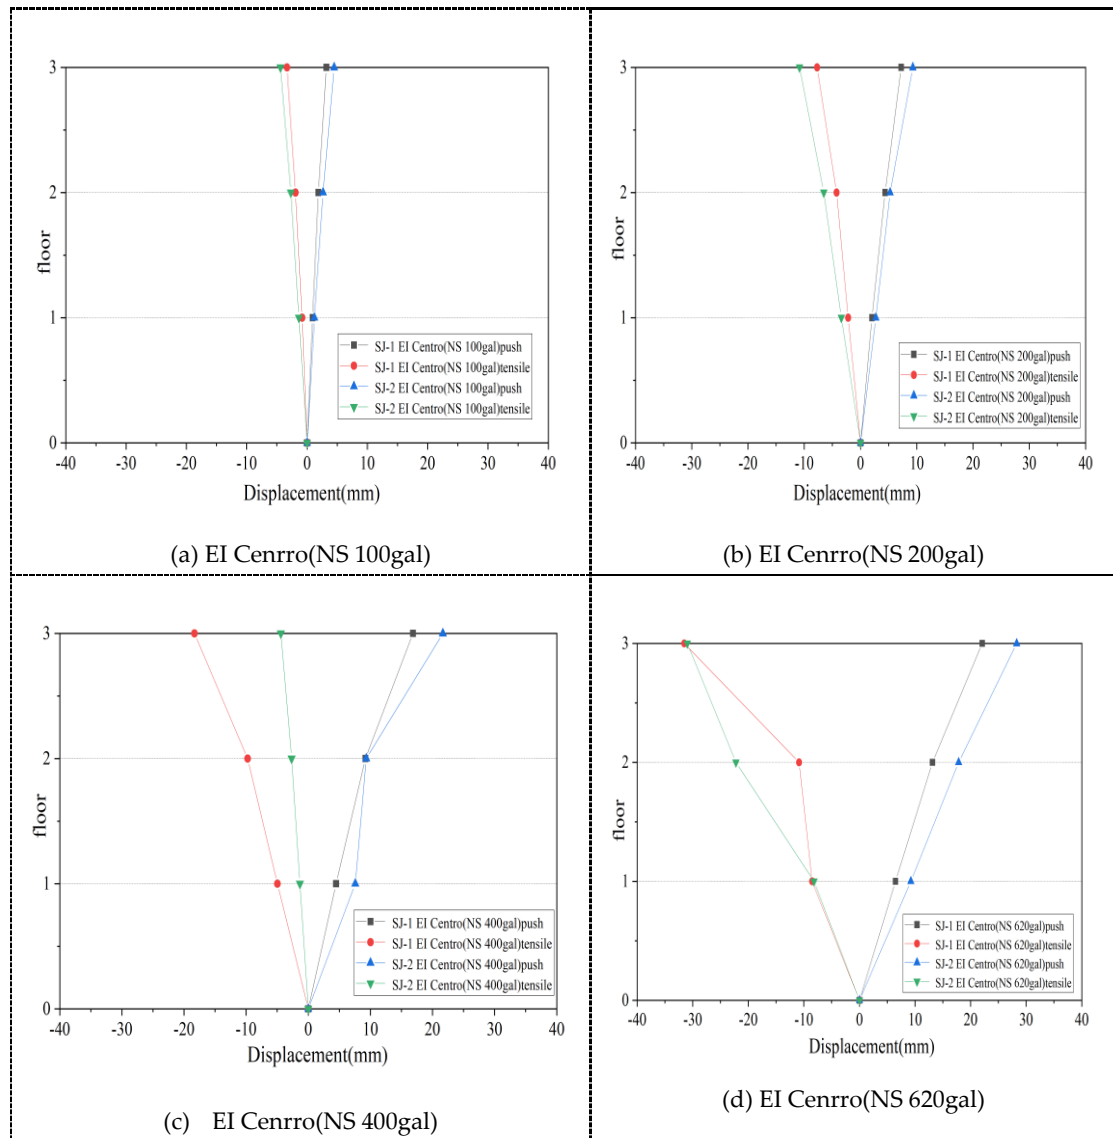 3
2
1
0
floor
-40 -30 -20 -10 0 10 20 30 40
Displacement(mm)
SJ-1 EI Centro(NS 100gal)push
SJ-1 EI Centro(NS 100gal)tensile
SJ-2 EI Centro(NS 100gal)push
SJ-2 EI Centro(NS 100gal)tensile
(a) EI Cenrro(NS 100gal)
3
2
1
0
floor
-40 -30 -20 -10 0 10 20 30 40
Displacement(mm)
SJ-1 EI Centro(NS 200gal)push
SJ-1 EI Centro(NS 200gal)tensile
SJ-2 EI Centro(NS 200gal)push
SJ-2 EI Centro(NS 200gal)tensile
(b) EI Cenrro(NS 200gal)
3
2
1
0
floor
-40 -30 -20 -10 0 10 20 30 40
Displacement(mm)
SJ-1 EI Centro(NS 400gal)push
SJ-1 EI Centro(NS 400gal)tensile
SJ-2 EI Centro(NS 400gal)push
SJ-2 EI Centro(NS 400gal)tensile
(c) EI Cenrro(NS 400gal)
3
2
1
0
floor
-40 -30 -20 -10 0 10 20 30 40
Displacement(mm)
SJ-1 EI Centro(NS 620gal)push
SJ-1 EI Centro(NS 620gal)tensile
SJ-2 EI Centro(NS 620gal)push
SJ-2 EI Centro(NS 620gal)tensile
(d) EI Cenrro(NS 620gal)